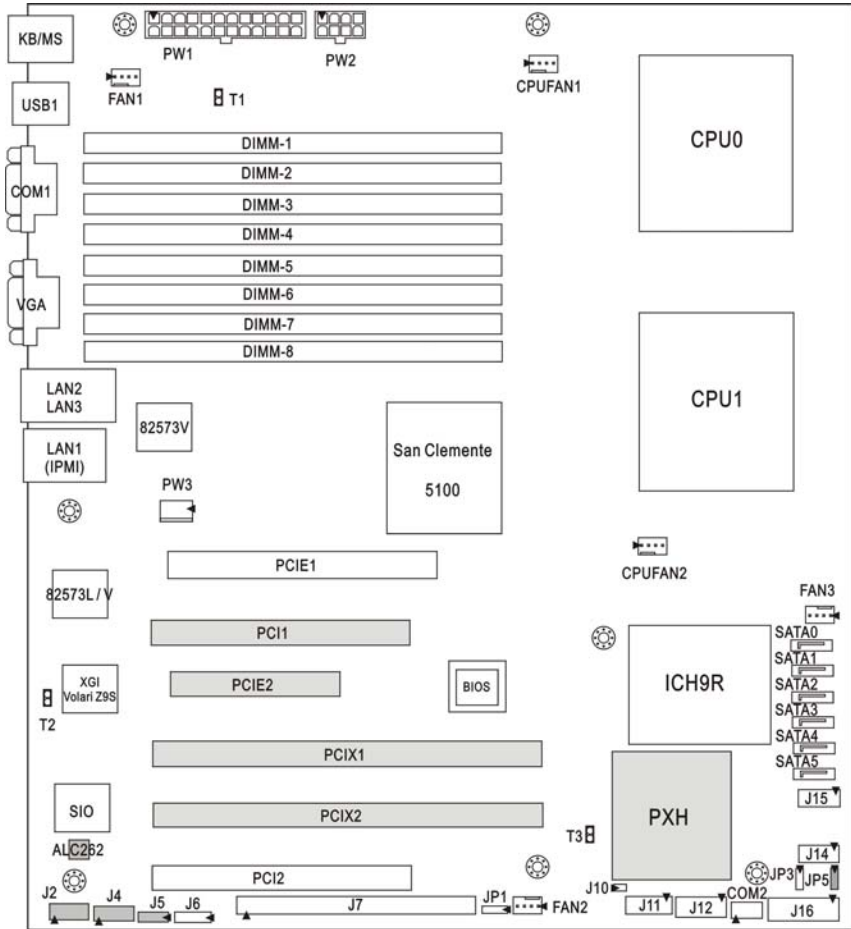 KB/MS
PW1
PW2
USB1
FAN1
T1
CPUFAN1
CPU0
DIMM-1
COM1
DIMM-2
DIMM-3
DIMM-4
DIMM-5
VGA
DIMM-6
DIMM-7
DIMM-8
LAN2
LAN3
82573V
CPU1
LAN1
(IPMI)
San Clemente
5100
PW3
PCIE1
CPUFAN2
82573L / V
FAN3
PCI1
SATA0
SATA1
XGI
Volari Z9S
PCIE2
BIOS
ICH9R
SATA2
T2
SATA3
SATA4
PCIX1
SATA5
SIO
PCIX2
PXH
J15
T3
ALC262
PCI2
J14
J10
JP3
JP5
J2
J4
J5
J6
J7
JP1
FAN2
J11
J12
COM2
J16